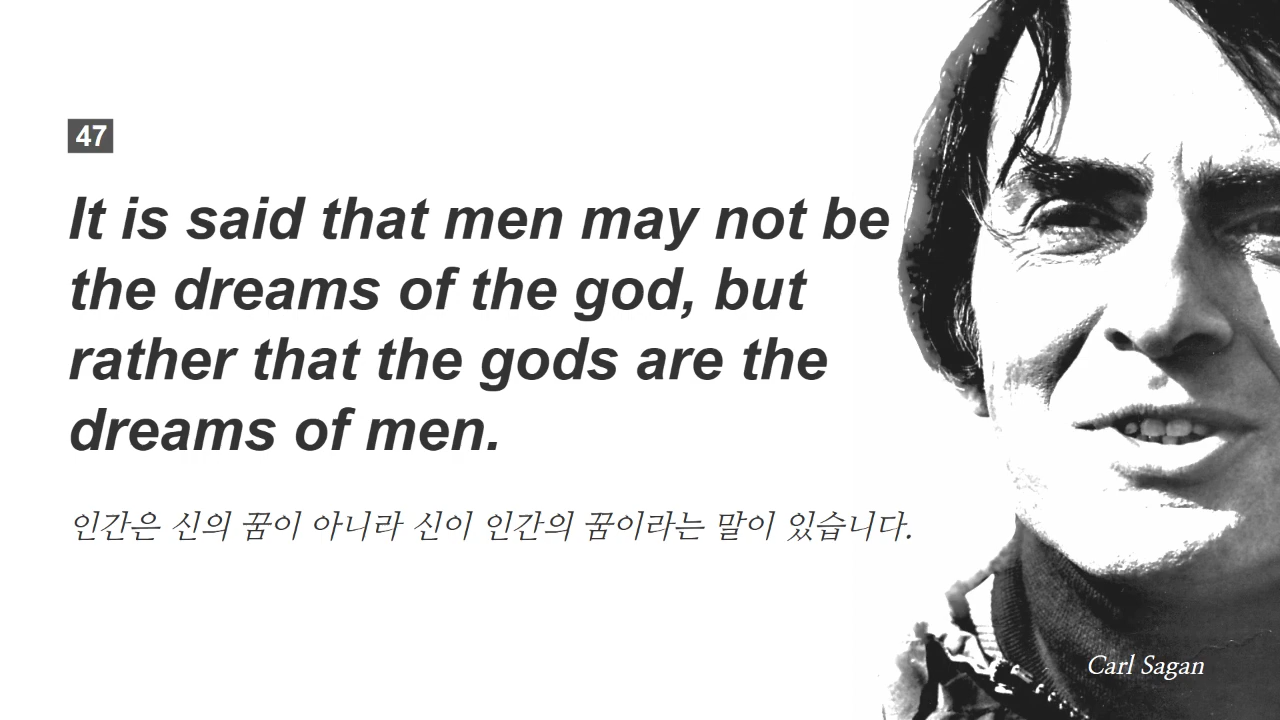 47
It is said that men may not be
the dreams of the god, but
rather that the gods are the
dreams of men.
인간은 신의 꿈이 아니라 신이 인간의 꿈이라는 말이 있습니다.
Carl Sagan